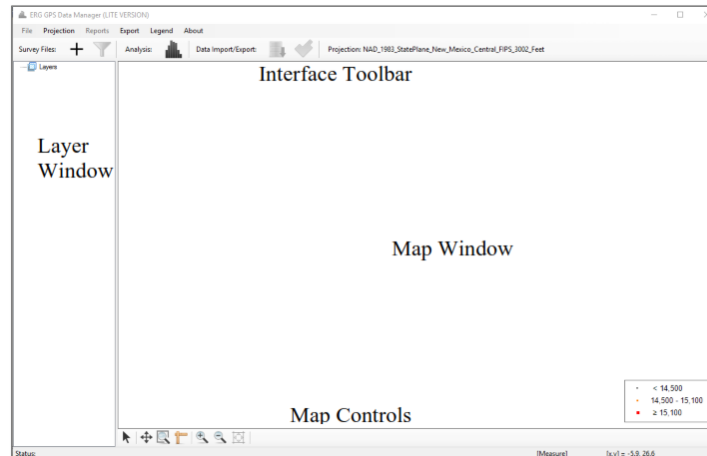 ERG GPS Data Manager (LITE VERSION)
File Projection Reports Export Legend About
Survey Files: Analysis: Data Import/Export: Projection: NAD_1983_StatePlane_New_Mexico_Central_FIPS_3002_Feet
Layers
Interface Toolbar
Layer
Window
Map Window
< 14,500
14,500 - 15,100
≥ 15,100
Map Controls
Status: [Measure] [x,y] = -5.9, 26.6